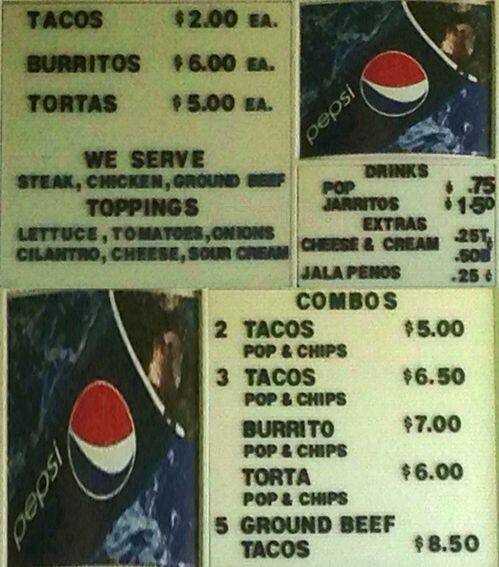 TACOS $2.00 EA.
BURRITOS $6.00 EA.
TORTAS $5.00 EA.
WE SERVE
STEAK, CHICKEN, GROUND BEEF
TOPPINGS
LETTUCE, TOMATOES, ONIONS
CILANTRO, CHEESE, SOUR CREAM
pepsi
DRINKS
POP $ .75
JARRITOS $1.50
EXTRAS
CHEESE & CREAM .25T
.50B
JALAPENOS .25¢
pepsi
COMBOS
2 TACOS $5.00
POP & CHIPS
3 TACOS $6.50
POP & CHIPS
BURRITO $7.00
POP & CHIPS
TORTA $6.00
POP & CHIPS
5 GROUND BEEF
TACOS $8.50